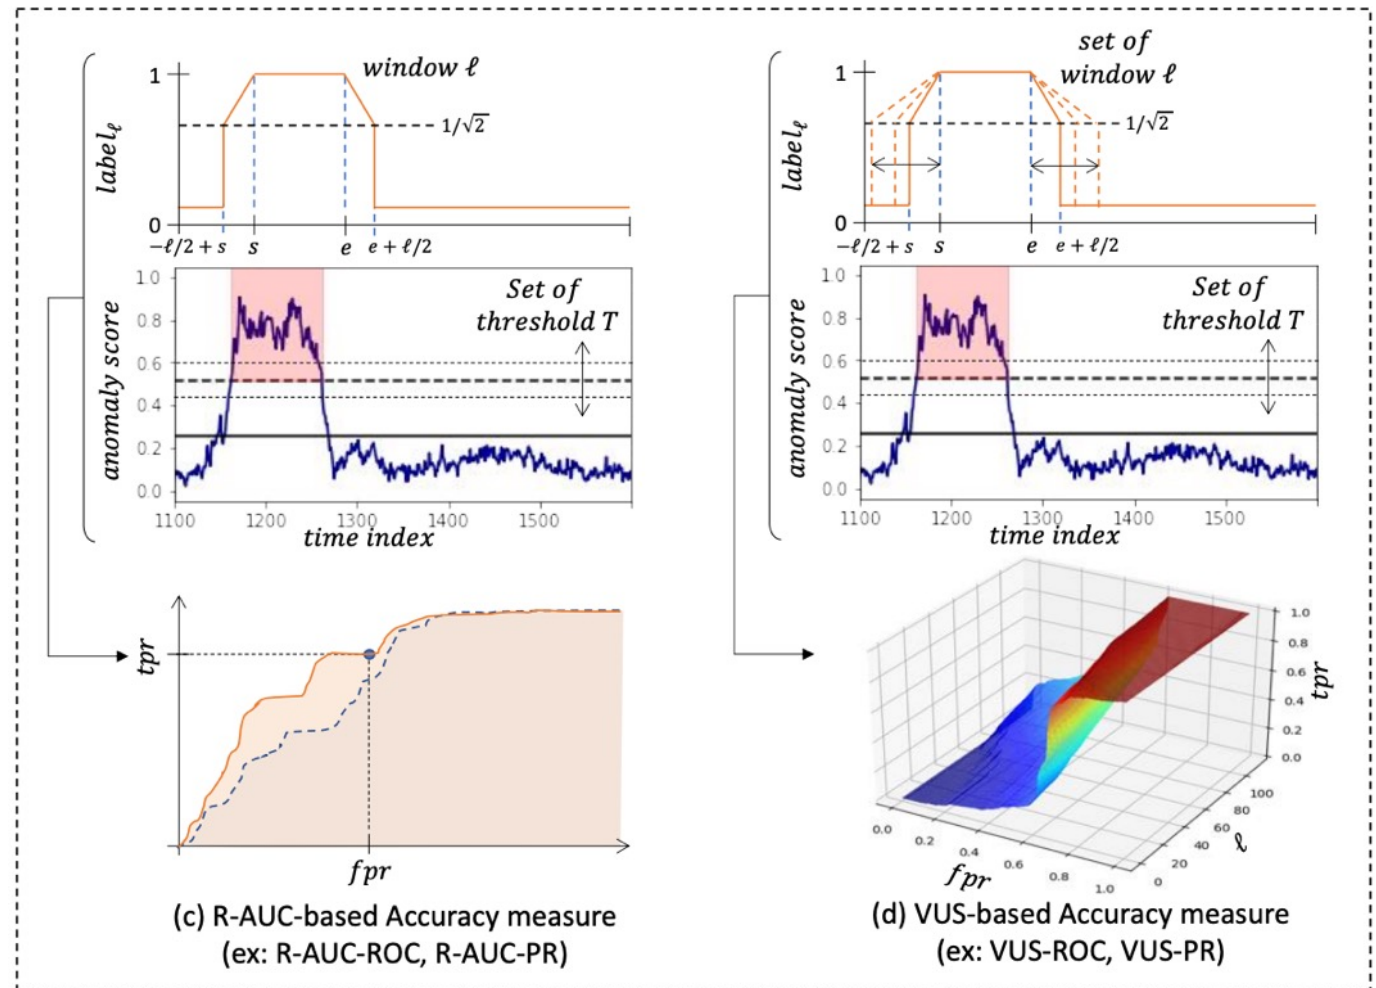 window ℓ
1
1/√2
label_ℓ
0
−ℓ/2 + s
s
e
e + ℓ/2
1.0
0.8
0.6
0.4
0.2
0.0
anomaly score
Set of
threshold T
1100
1200
1300
1400
1500
time index
tpr
fpr
(c) R-AUC-based Accuracy measure
(ex: R-AUC-ROC, R-AUC-PR)
set of
window ℓ
1
1/√2
label_ℓ
0
−ℓ/2 + s
s
e
e + ℓ/2
1.0
0.8
0.6
0.4
0.2
0.0
anomaly score
Set of
threshold T
1100
1200
1300
1400
1500
time index
1.0
0.8
0.6
0.4
0.2
0.0
tpr
100
80
60
40
20
0
ℓ
0.0
0.2
0.4
0.6
0.8
1.0
fpr
(d) VUS-based Accuracy measure
(ex: VUS-ROC, VUS-PR)